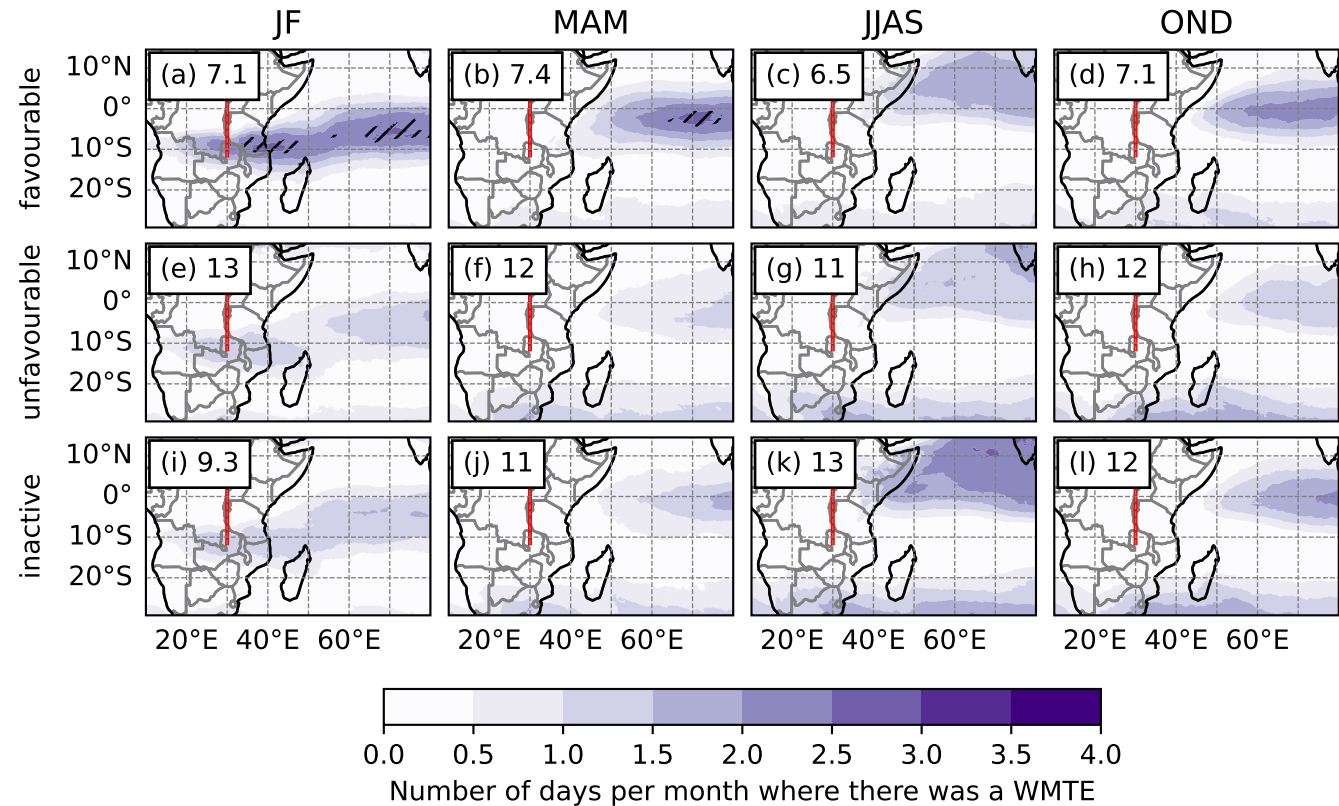 JF MAM JJAS OND
favourable
10°N
0°
10°S
20°S
(a) 7.1
(b) 7.4
(c) 6.5
(d) 7.1
unfavourable
10°N
0°
10°S
20°S
(e) 13
(f) 12
(g) 11
(h) 12
inactive
10°N
0°
10°S
20°S
(i) 9.3
(j) 11
(k) 13
(l) 12
20°E 40°E 60°E 20°E 40°E 60°E 20°E 40°E 60°E 20°E 40°E 60°E
0.0 0.5 1.0 1.5 2.0 2.5 3.0 3.5 4.0
Number of days per month where there was a WMTE